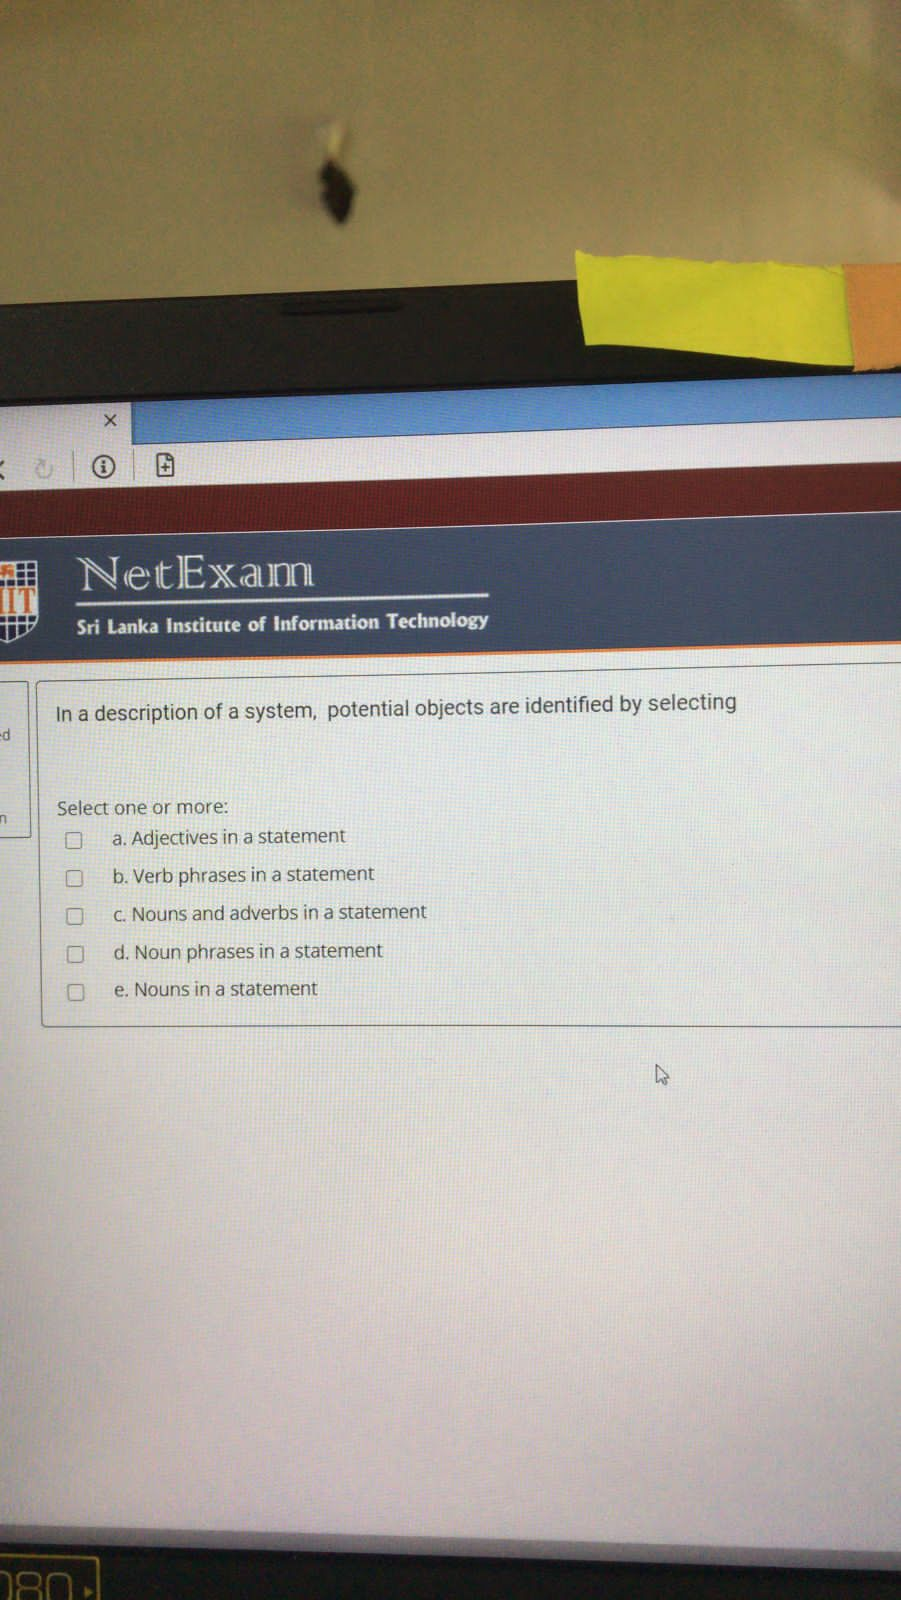 NetExam
Sri Lanka Institute of Information Technology
In a description of a system, potential objects are identified by selecting
Select one or more:
a. Adjectives in a statement
b. Verb phrases in a statement
c. Nouns and adverbs in a statement
d. Noun phrases in a statement
e. Nouns in a statement